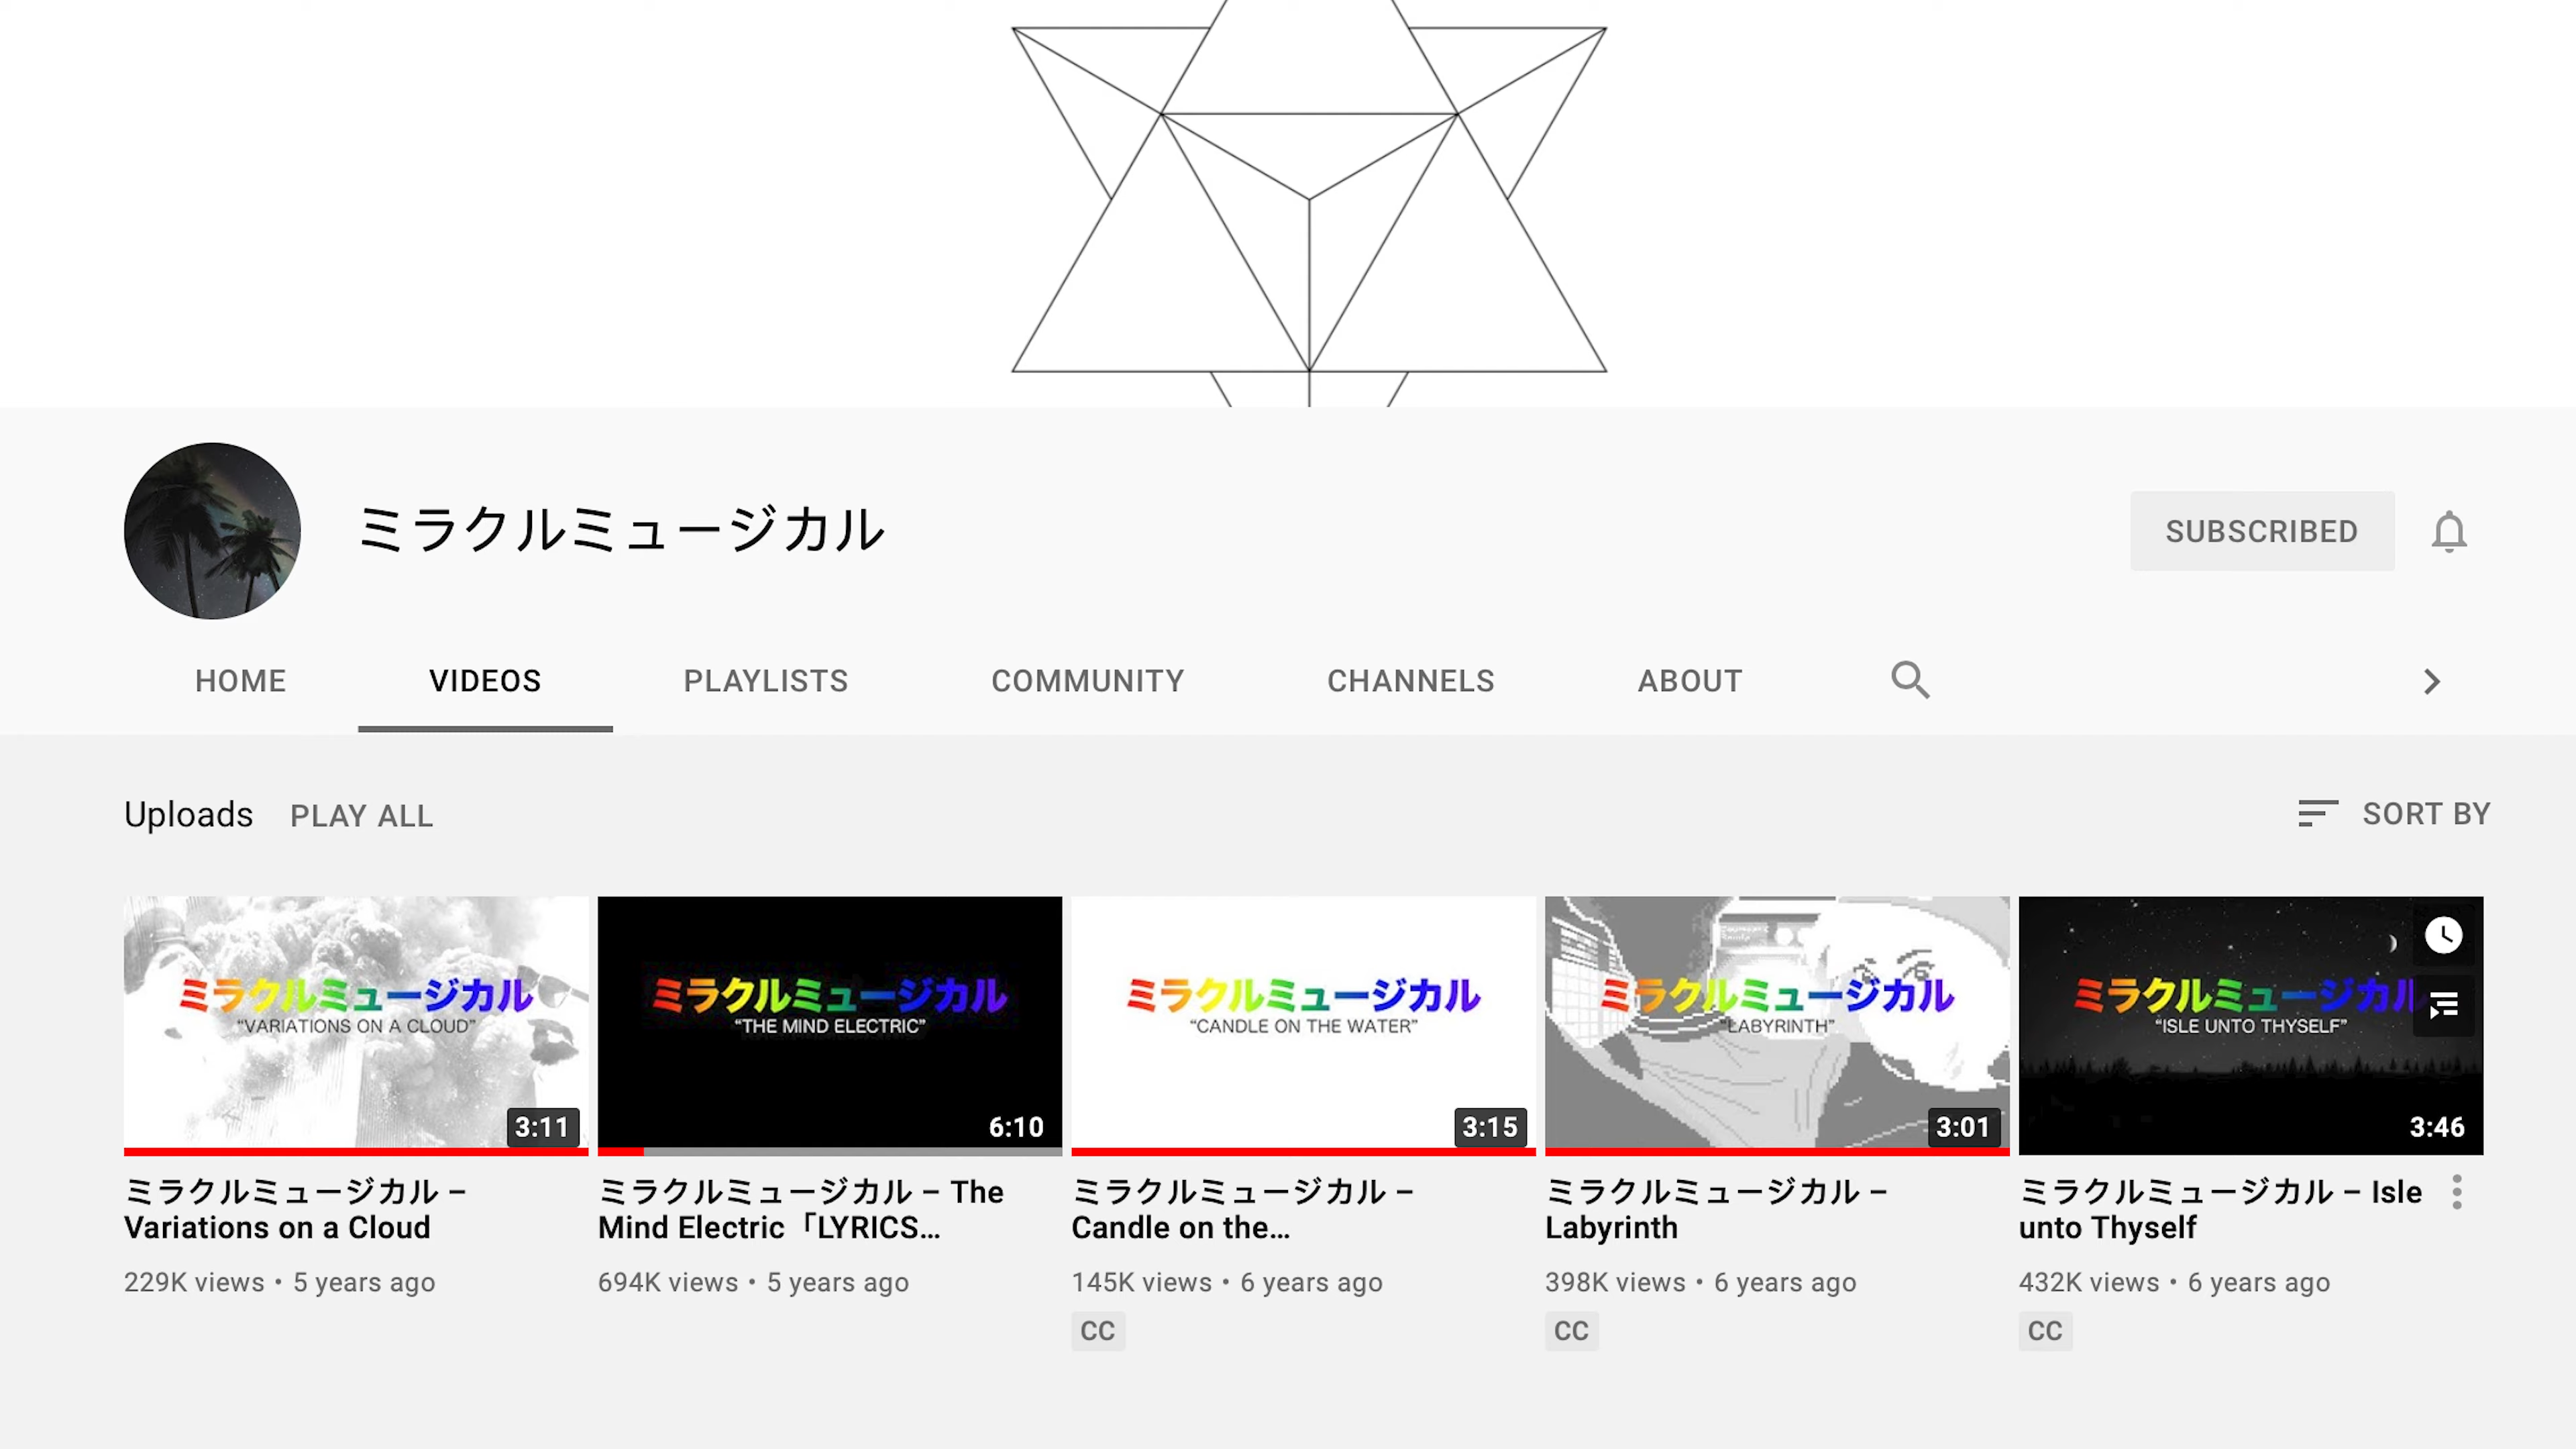 ミラクルミュージカル
SUBSCRIBED
HOME
VIDEOS
PLAYLISTS
COMMUNITY
CHANNELS
ABOUT
Uploads
PLAY ALL
SORT BY
ミラクルミュージカル
“VARIATIONS ON A CLOUD”
3:11
ミラクルミュージカル –
Variations on a Cloud
229K views • 5 years ago
ミラクルミュージカル
“THE MIND ELECTRIC”
6:10
ミラクルミュージカル – The
Mind Electric「LYRICS...
694K views • 5 years ago
ミラクルミュージカル
“CANDLE ON THE WATER”
3:15
ミラクルミュージカル –
Candle on the...
145K views • 6 years ago
CC
ミラクルミュージカル
“LABYRINTH”
3:01
ミラクルミュージカル –
Labyrinth
398K views • 6 years ago
CC
ミラクルミュージカル
“ISLE UNTO THYSELF”
3:46
ミラクルミュージカル – Isle
unto Thyself
432K views • 6 years ago
CC